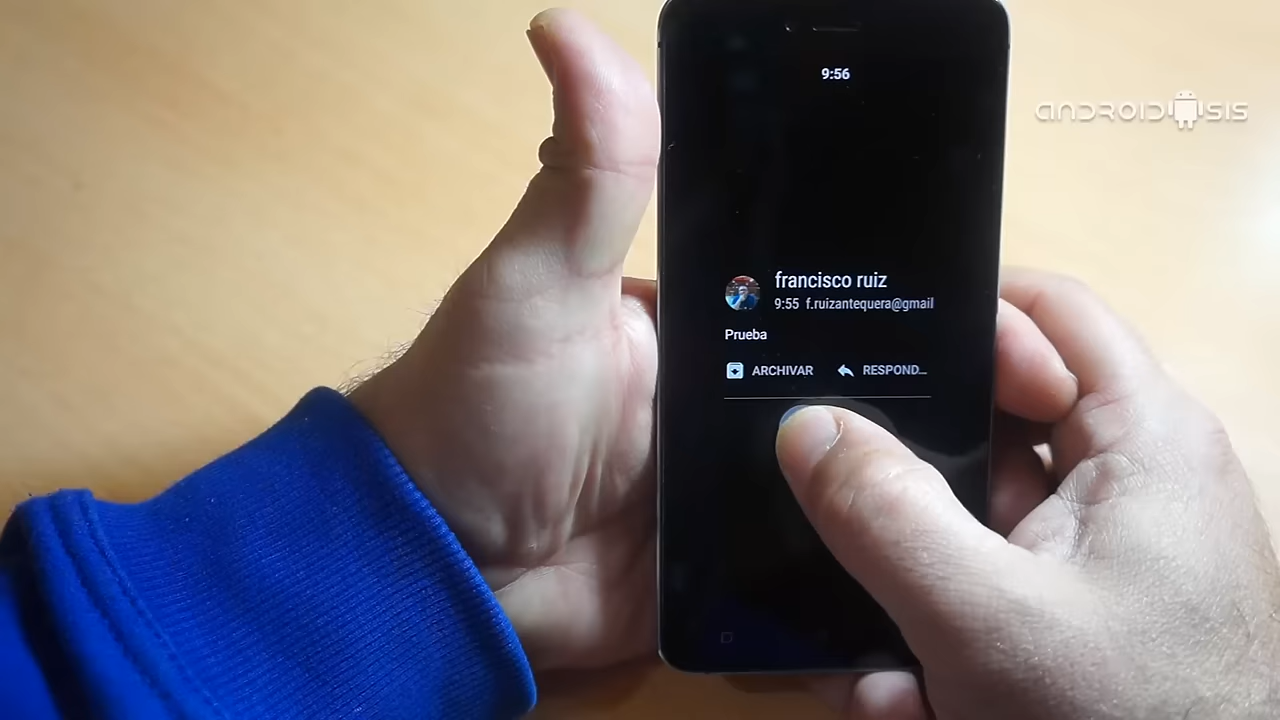 9:56
ANDROIDSIS
francisco ruiz
9:55 f.ruizantequera@gmail
Prueba
ARCHIVAR RESPOND...